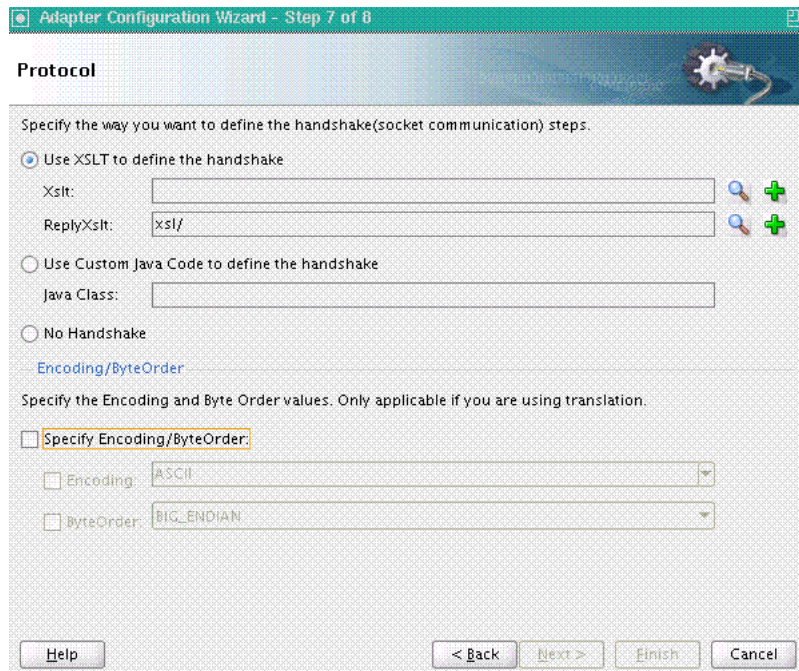 Adapter Configuration Wizard - Step 7 of 8
Protocol
Specify the way you want to define the handshake(socket communication) steps.
Use XSLT to define the handshake
Xslt:
ReplyXslt: xsl/
Use Custom Java Code to define the handshake
Java Class:
No Handshake
Encoding/ByteOrder
Specify the Encoding and Byte Order values. Only applicable if you are using translation.
Specify Encoding/ByteOrder:
Encoding: ASCII
ByteOrder: BIG_ENDIAN
Help < Back Next > Finish Cancel